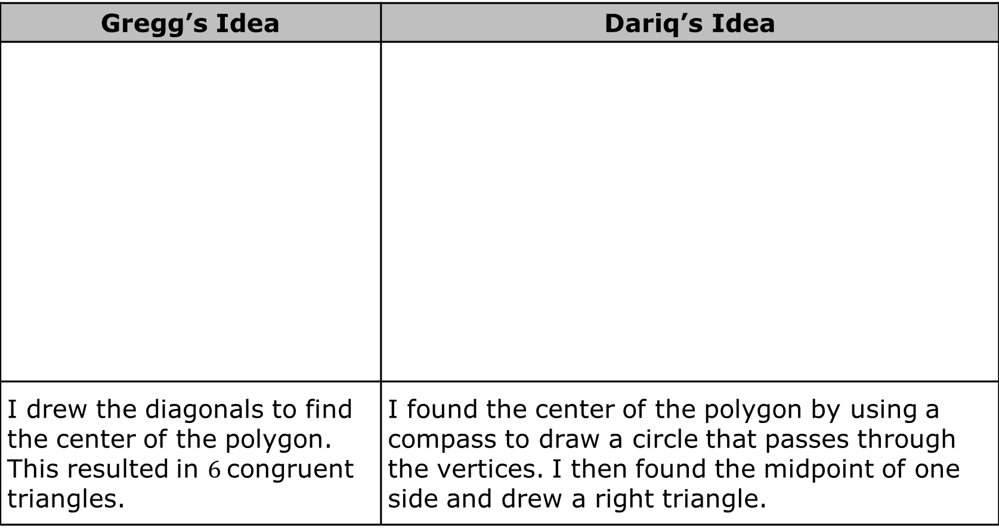 Gregg’s Idea
Dariq’s Idea
I drew the diagonals to find
the center of the polygon.
This resulted in 6 congruent
triangles.
I found the center of the polygon by using a
compass to draw a circle that passes through
the vertices. I then found the midpoint of one
side and drew a right triangle.